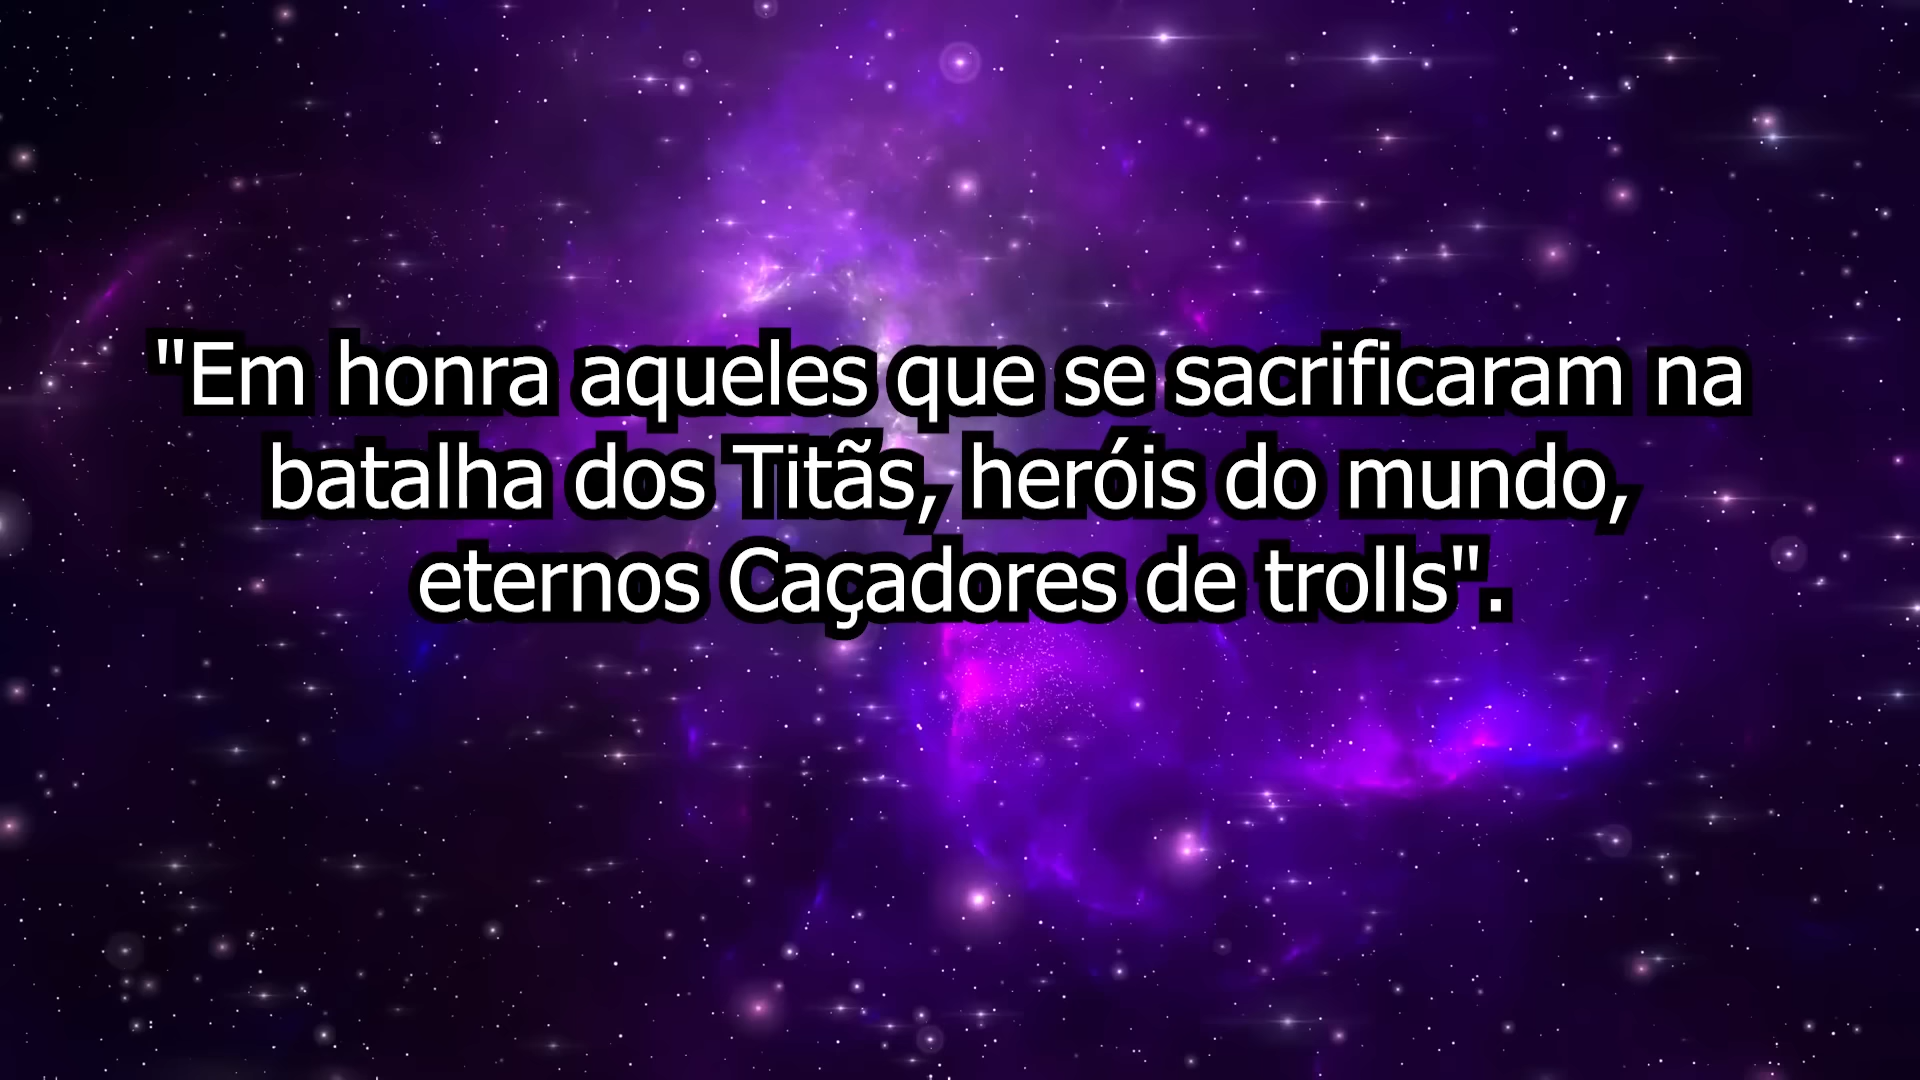 "Em honra aqueles que se sacrificaram na
batalha dos Titãs, heróis do mundo,
eternos Caçadores de trolls".